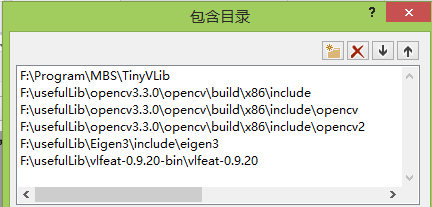 包含目录
?
F:\Program\MBS\TinyVLib
F:\usefulLib\opencv3.3.0\opencv\build\x86\include
F:\usefulLib\opencv3.3.0\opencv\build\x86\include\opencv
F:\usefulLib\opencv3.3.0\opencv\build\x86\include\opencv2
F:\usefulLib\Eigen3\include\eigen3
F:\usefulLib\vlfeat-0.9.20-bin\vlfeat-0.9.20